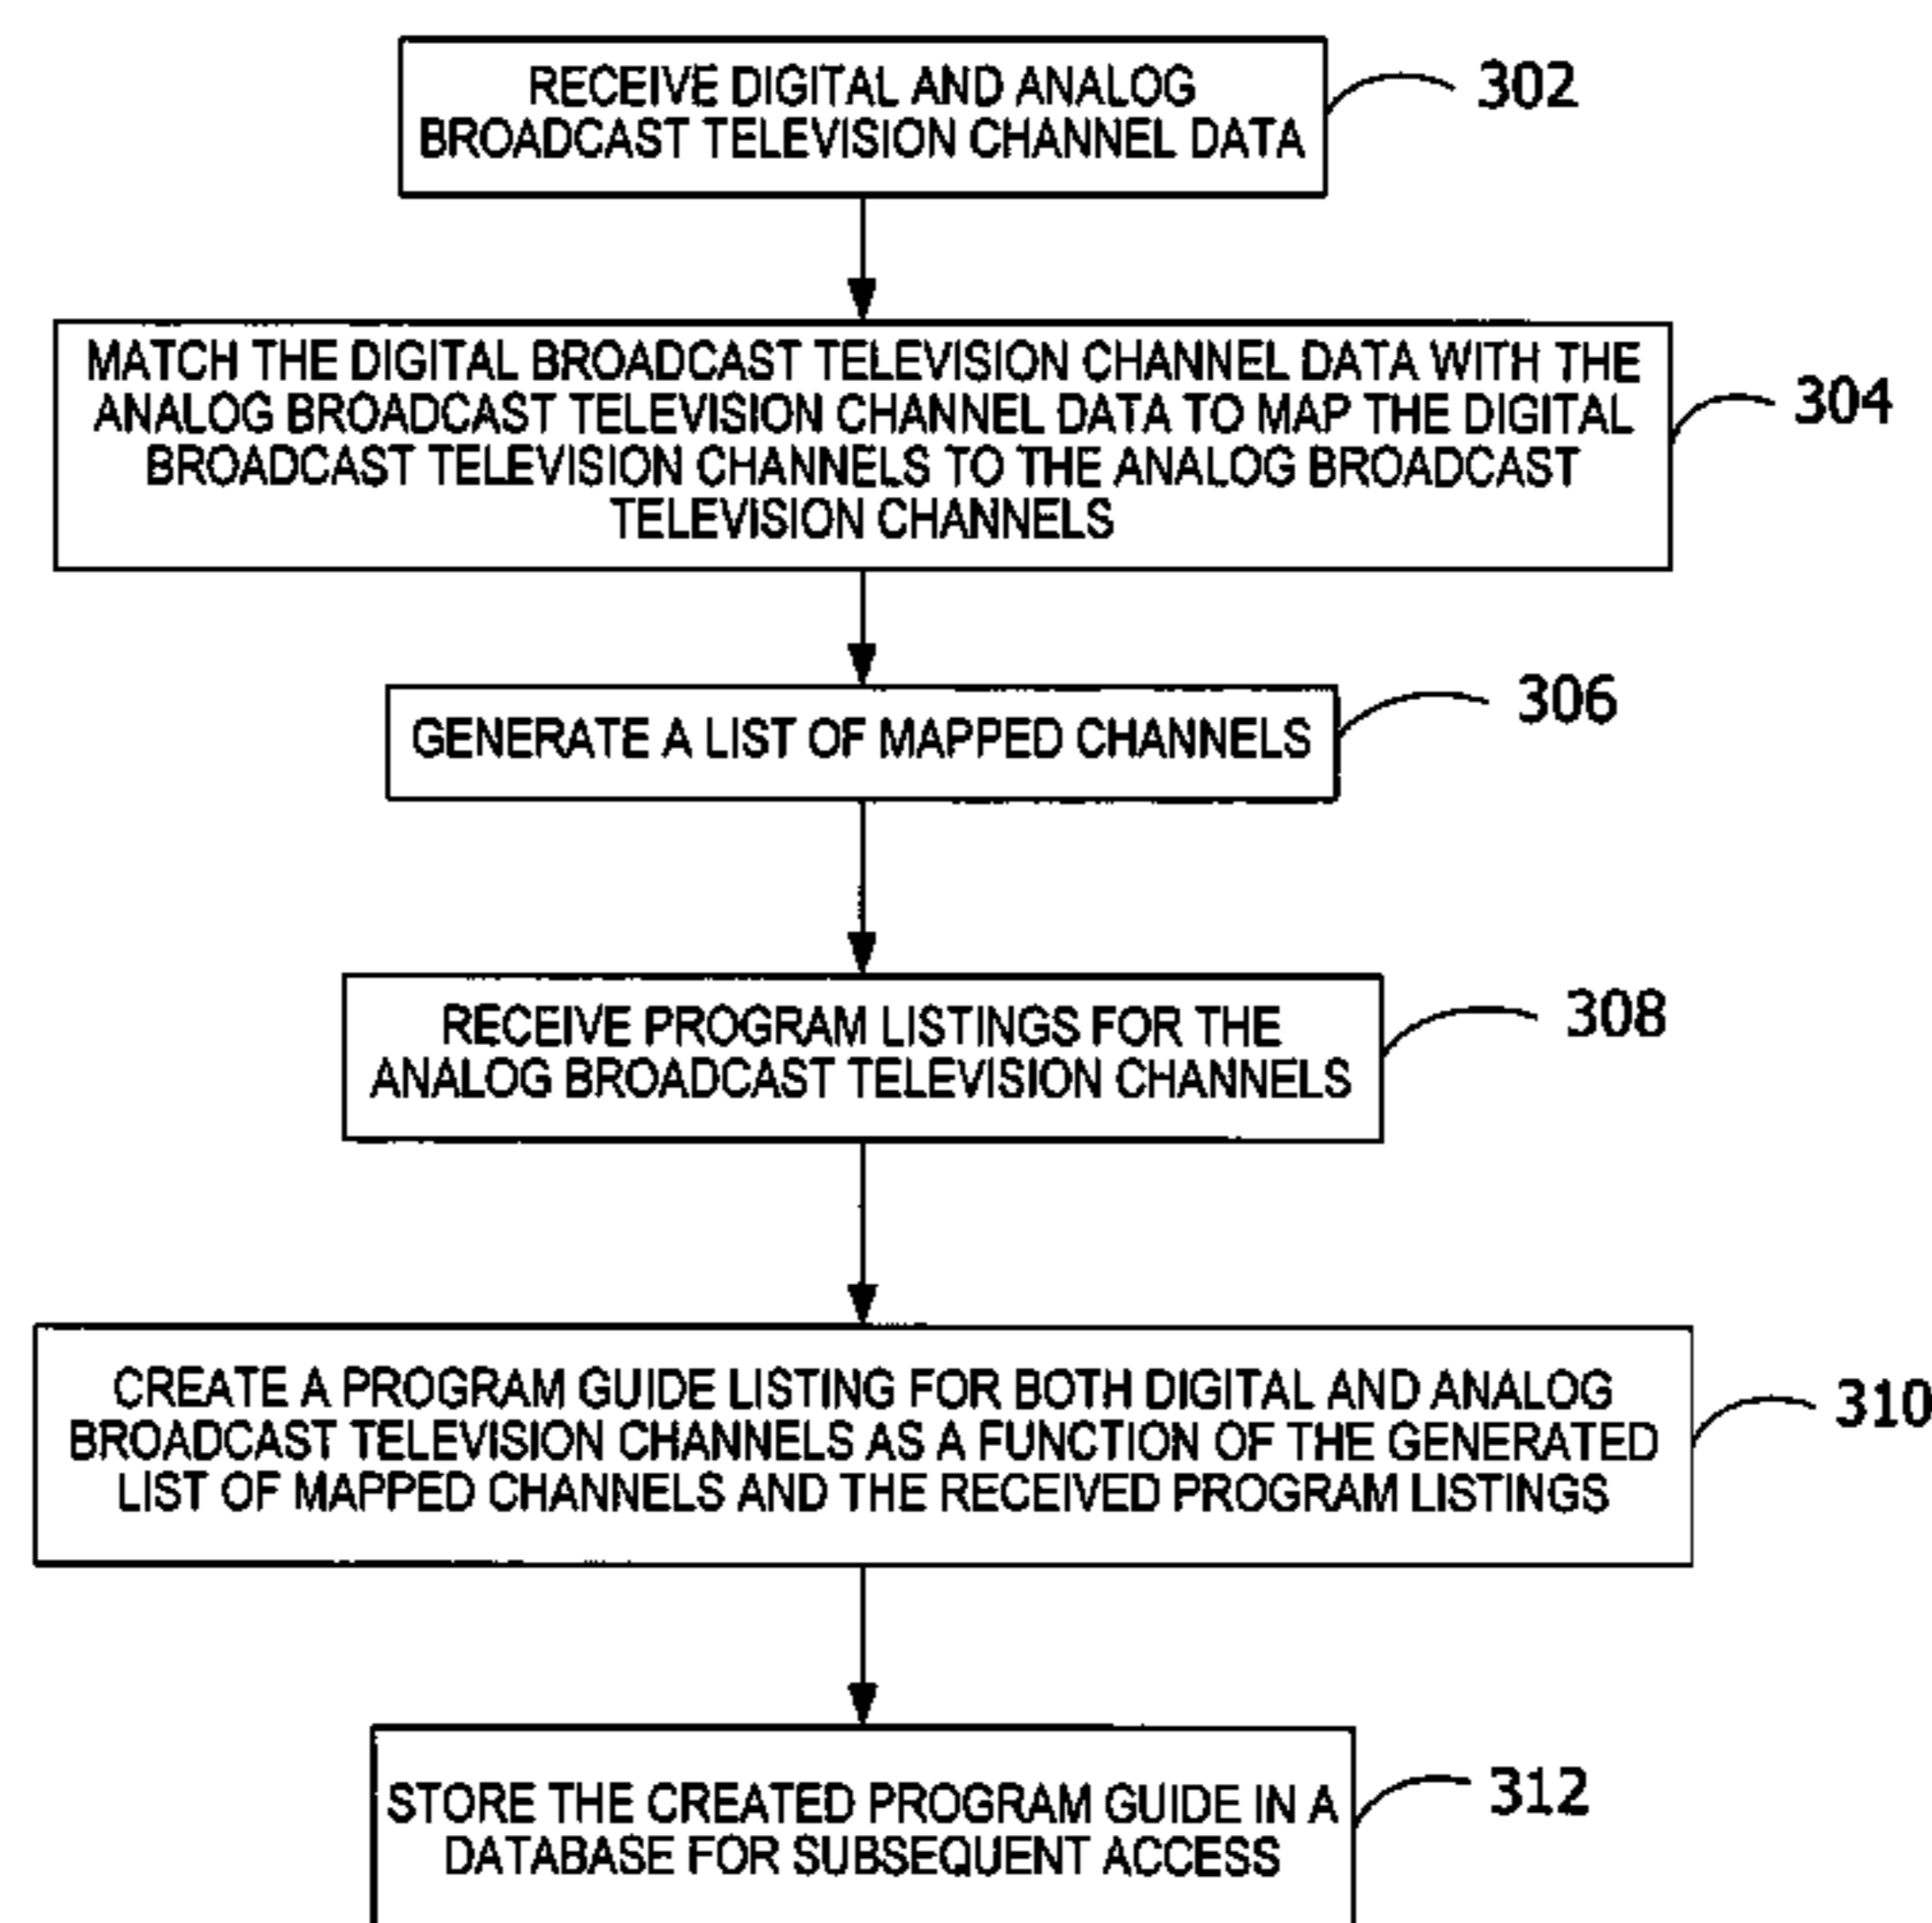 RECEIVE DIGITAL AND ANALOG
BROADCAST TELEVISION CHANNEL DATA
302
MATCH THE DIGITAL BROADCAST TELEVISION CHANNEL DATA WITH THE
ANALOG BROADCAST TELEVISION CHANNEL DATA TO MAP THE DIGITAL
BROADCAST TELEVISION CHANNELS TO THE ANALOG BROADCAST
TELEVISION CHANNELS
304
GENERATE A LIST OF MAPPED CHANNELS
306
RECEIVE PROGRAM LISTINGS FOR THE
ANALOG BROADCAST TELEVISION CHANNELS
308
CREATE A PROGRAM GUIDE LISTING FOR BOTH DIGITAL AND ANALOG
BROADCAST TELEVISION CHANNELS AS A FUNCTION OF THE GENERATED
LIST OF MAPPED CHANNELS AND THE RECEIVED PROGRAM LISTINGS
310
STORE THE CREATED PROGRAM GUIDE IN A
DATABASE FOR SUBSEQUENT ACCESS
312